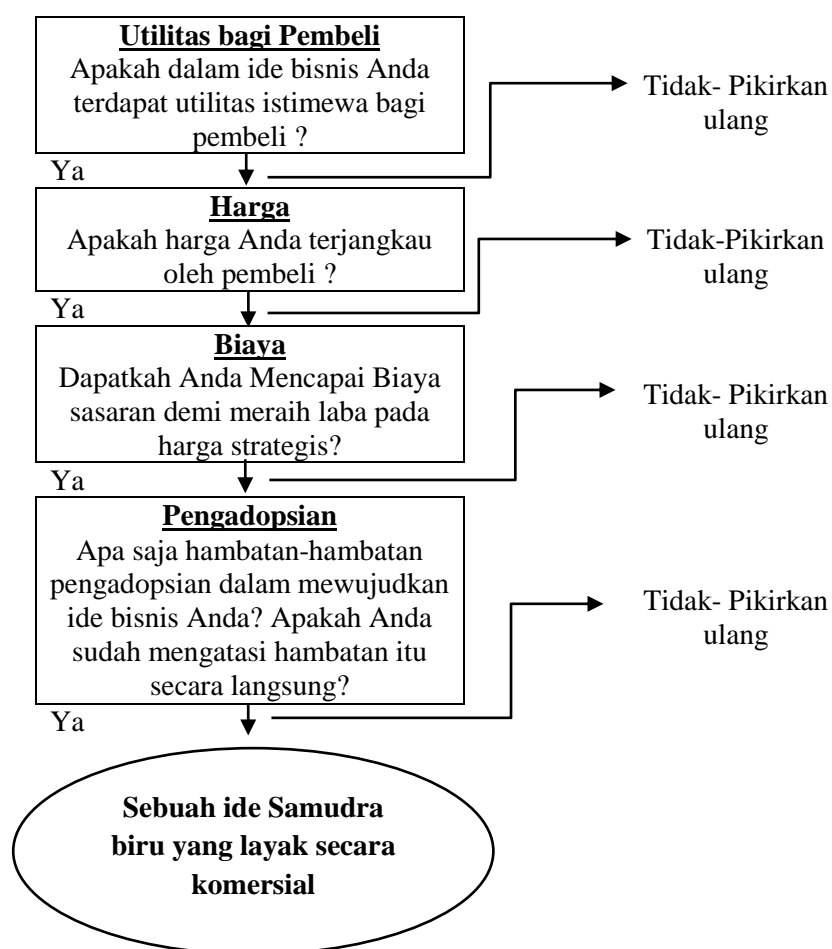 Utilitas bagi Pembeli
Apakah dalam ide bisnis Anda
terdapat utilitas istimewa bagi
pembeli ?
Tidak- Pikirkan
ulang
Ya
Harga
Apakah harga Anda terjangkau
oleh pembeli ?
Tidak-Pikirkan
ulang
Ya
Biaya
Dapatkah Anda Mencapai Biaya
sasaran demi meraih laba pada
harga strategis?
Tidak- Pikirkan
ulang
Ya
Pengadopsian
Apa saja hambatan-hambatan
pengadopsian dalam mewujudkan
ide bisnis Anda? Apakah Anda
sudah mengatasi hambatan itu
secara langsung?
Tidak- Pikirkan
ulang
Ya
Sebuah ide Samudra
biru yang layak secara
komersial